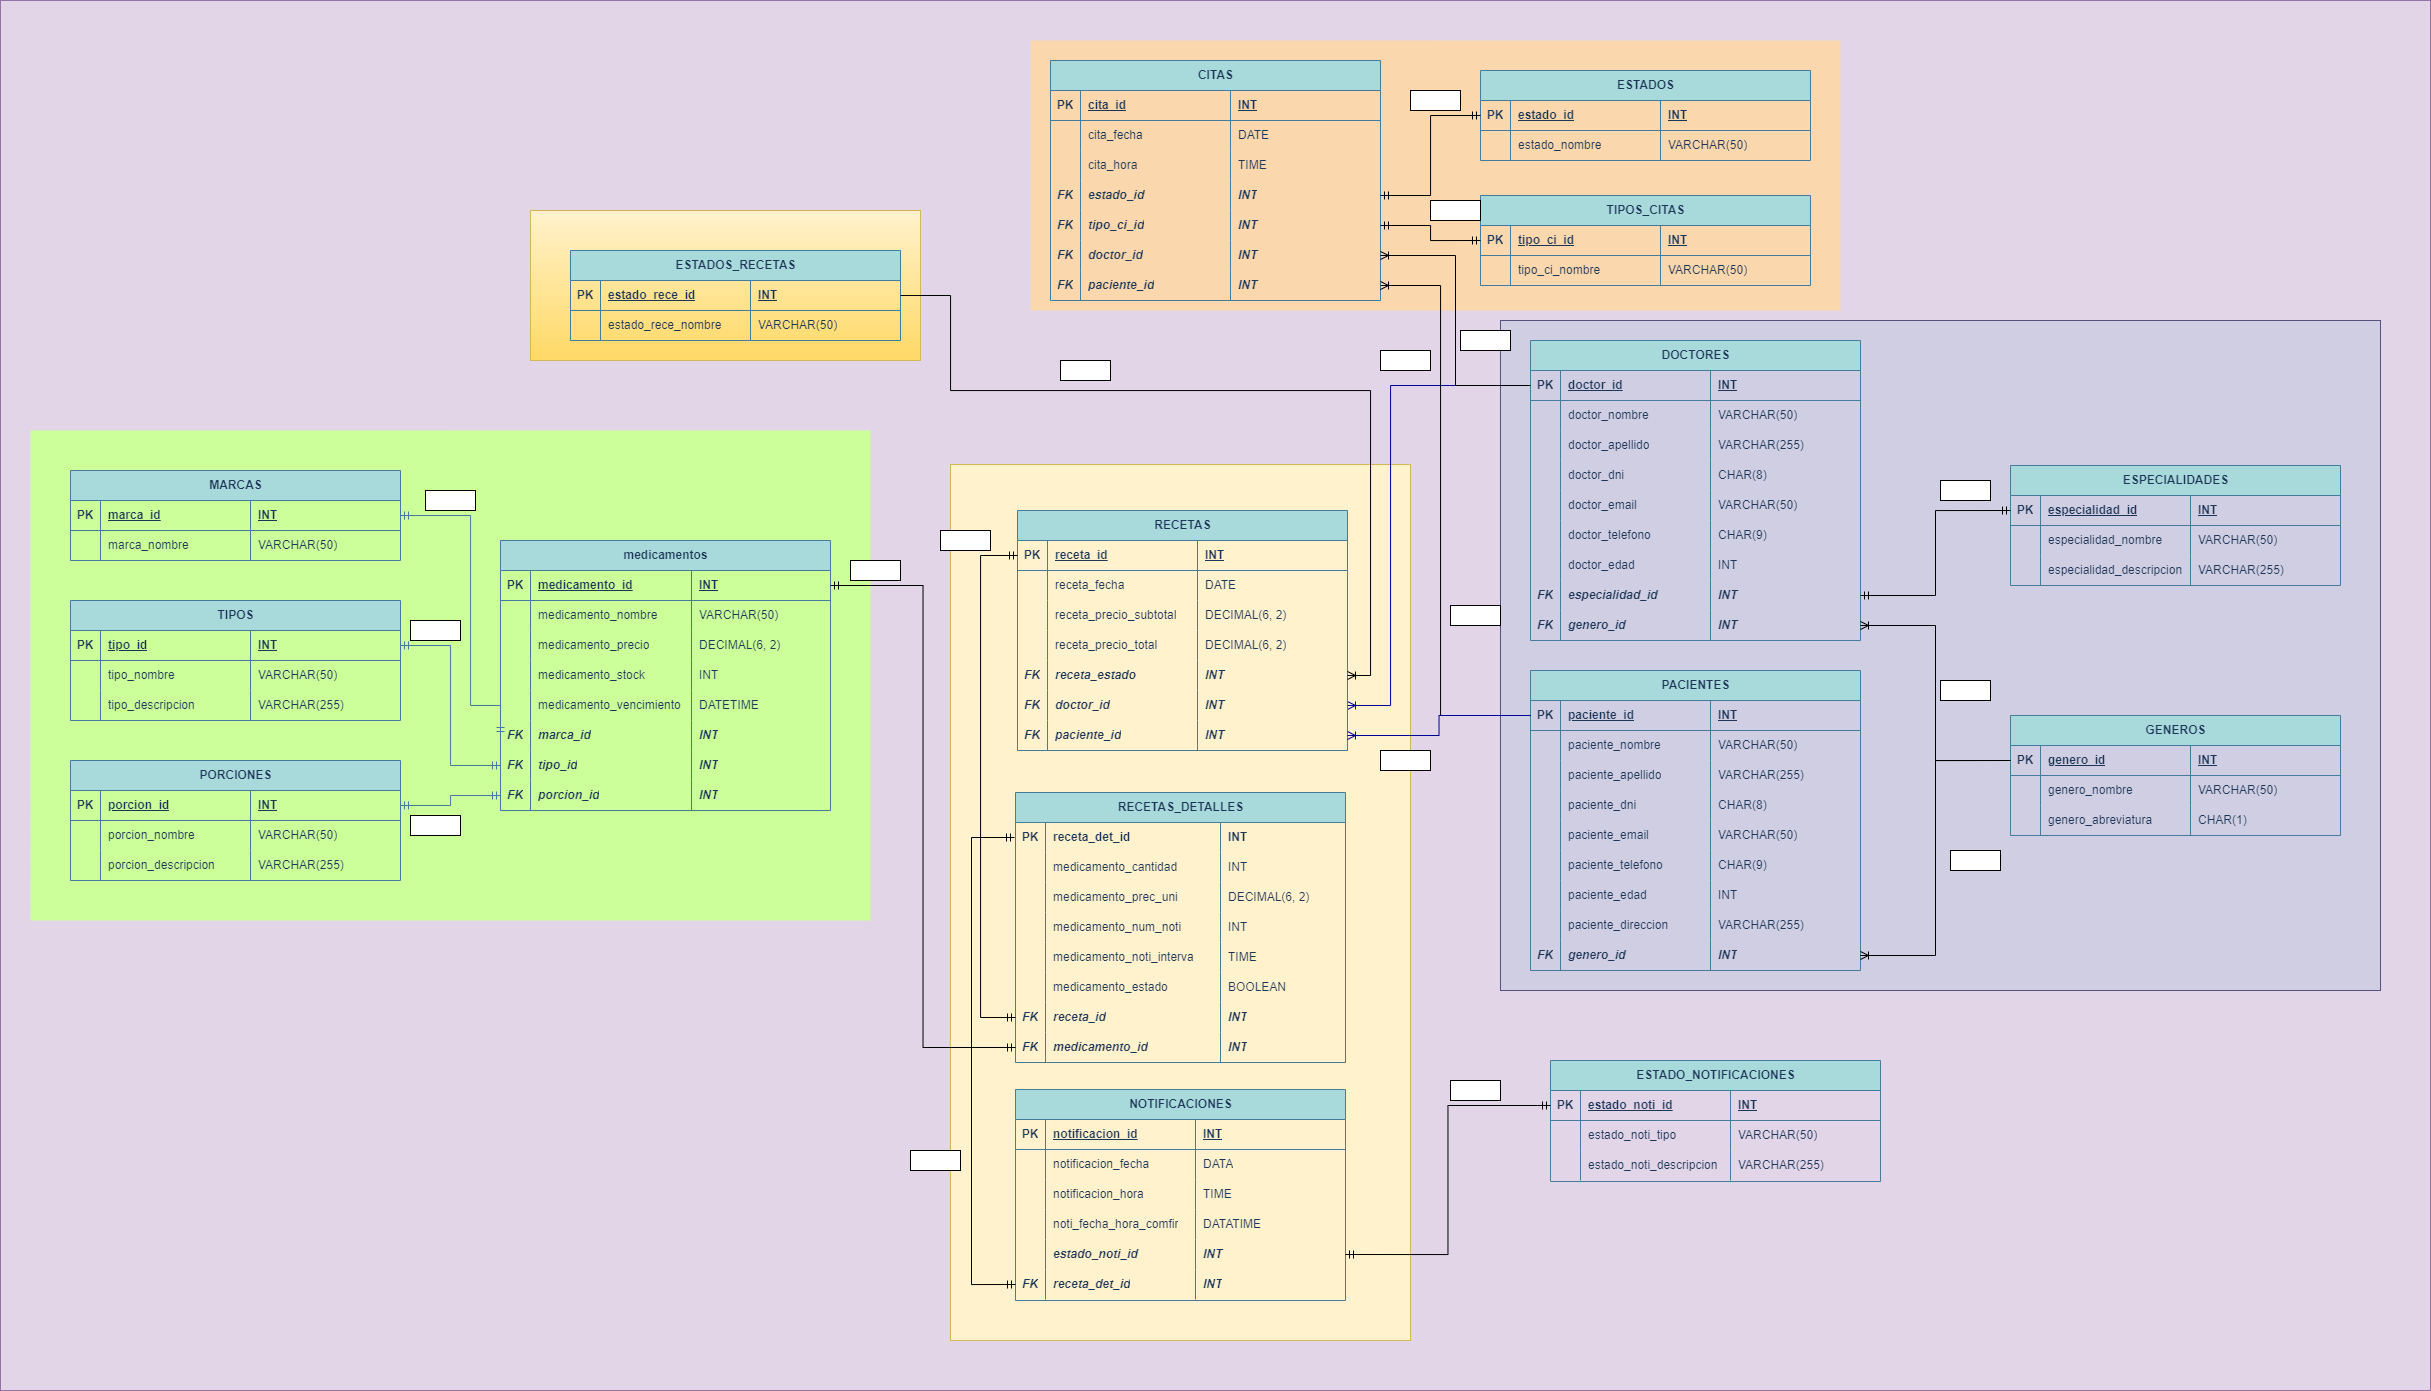 CITAS
PK cita_id INT
cita_fecha DATE
cita_hora TIME
FK estado_id INT
FK tipo_ci_id INT
FK doctor_id INT
FK paciente_id INT
ESTADOS
PK estado_id INT
estado_nombre VARCHAR(50)
TIPOS_CITAS
PK tipo_ci_id INT
tipo_ci_nombre VARCHAR(50)
ESTADOS_RECETAS
PK estado_rece_id INT
estado_rece_nombre VARCHAR(50)
DOCTORES
PK doctor_id INT
doctor_nombre VARCHAR(50)
doctor_apellido VARCHAR(255)
doctor_dni CHAR(8)
doctor_email VARCHAR(50)
doctor_telefono CHAR(9)
doctor_edad INT
FK especialidad_id INT
FK genero_id INT
ESPECIALIDADES
PK especialidad_id INT
especialidad_nombre VARCHAR(50)
especialidad_descripcion VARCHAR(255)
MARCAS
PK marca_id INT
marca_nombre VARCHAR(50)
TIPOS
PK tipo_id INT
tipo_nombre VARCHAR(50)
tipo_descripcion VARCHAR(255)
PORCIONES
PK porcion_id INT
porcion_nombre VARCHAR(50)
porcion_descripcion VARCHAR(255)
medicamentos
PK medicamento_id INT
medicamento_nombre VARCHAR(50)
medicamento_precio DECIMAL(6, 2)
medicamento_stock INT
medicamento_vencimiento DATETIME
FK marca_id INT
FK tipo_id INT
FK porcion_id INT
RECETAS
PK receta_id INT
receta_fecha DATE
receta_precio_subtotal DECIMAL(6, 2)
receta_precio_total DECIMAL(6, 2)
FK receta_estado INT
FK doctor_id INT
FK paciente_id INT
PACIENTES
PK paciente_id INT
paciente_nombre VARCHAR(50)
paciente_apellido VARCHAR(255)
paciente_dni CHAR(8)
paciente_email VARCHAR(50)
paciente_telefono CHAR(9)
paciente_edad INT
paciente_direccion VARCHAR(255)
FK genero_id INT
GENEROS
PK genero_id INT
genero_nombre VARCHAR(50)
genero_abreviatura CHAR(1)
RECETAS_DETALLES
PK receta_det_id INT
medicamento_cantidad INT
medicamento_prec_uni DECIMAL(6, 2)
medicamento_num_noti INT
medicamento_noti_interva TIME
medicamento_estado BOOLEAN
FK receta_id INT
FK medicamento_id INT
NOTIFICACIONES
PK notificacion_id INT
notificacion_fecha DATA
notificacion_hora TIME
noti_fecha_hora_comfir DATATIME
estado_noti_id INT
FK receta_det_id INT
ESTADO_NOTIFICACIONES
PK estado_noti_id INT
estado_noti_tipo VARCHAR(50)
estado_noti_descripcion VARCHAR(255)